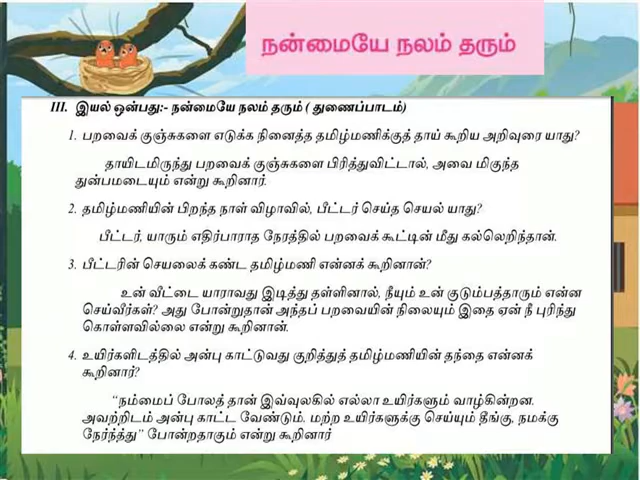 நன்மையே நலம் தரும்
III. இயல் ஒன்பது:- நன்மையே நலம் தரும் ( துணைப்பாடம்)
1. பறவைக் குஞ்சுகளை எடுக்க நினைத்த தமிழ்மணிக்குத் தாய் கூறிய அறிவுரை யாது?
தாயிடமிருந்து பறவைக் குஞ்சுகளை பிரித்துவிட்டால், அவை மிகுந்த
துன்பமடையும் என்று கூறினார்.
2. தமிழ்மணியின் பிறந்த நாள் விழாவில், பீட்டர் செய்த செயல் யாது?
பீட்டர், யாரும் எதிர்பாராத நேரத்தில் பறவைக் கூட்டின் மீது கல்லெறிந்தான்.
3. பீட்டரின் செயலைக் கண்ட தமிழ்மணி என்னக் கூறினான்?
உன் வீட்டை யாராவது இடித்து தள்ளினால், நீயும் உன் குடும்பத்தாரும் என்ன
செய்வீர்கள்? அது போன்றுதான் அந்தப் பறவையின் நிலையும் இதை ஏன் நீ புரிந்து
கொள்ளவில்லை என்று கூறினான்.
4. உயிர்களிடத்தில் அன்பு காட்டுவது குறித்துத் தமிழ்மணியின் தந்தை என்னக்
கூறினார்?
“நம்மைப் போலத் தான் இவ்வுலகில் எல்லா உயிர்களும் வாழ்கின்றன.
அவற்றிடம் அன்பு காட்ட வேண்டும். மற்ற உயிர்களுக்கு செய்யும் தீங்கு, நமக்கு
நேர்ந்த்து” போன்றதாகும் என்று கூறினார்